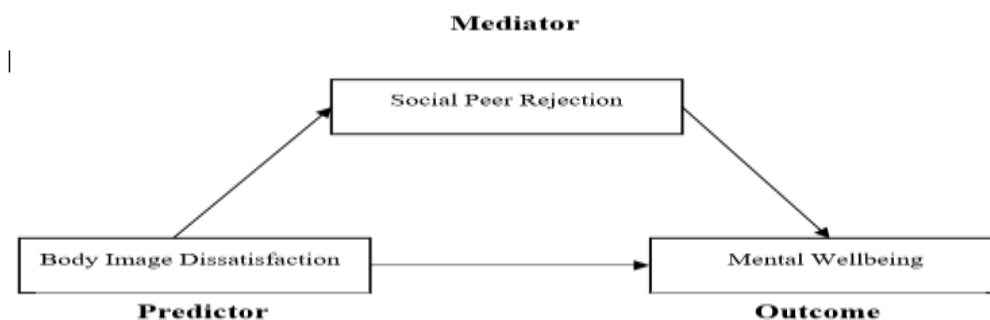 Mediator
Social Peer Rejection
Body Image Dissatisfaction
Mental Wellbeing
Predictor
Outcome